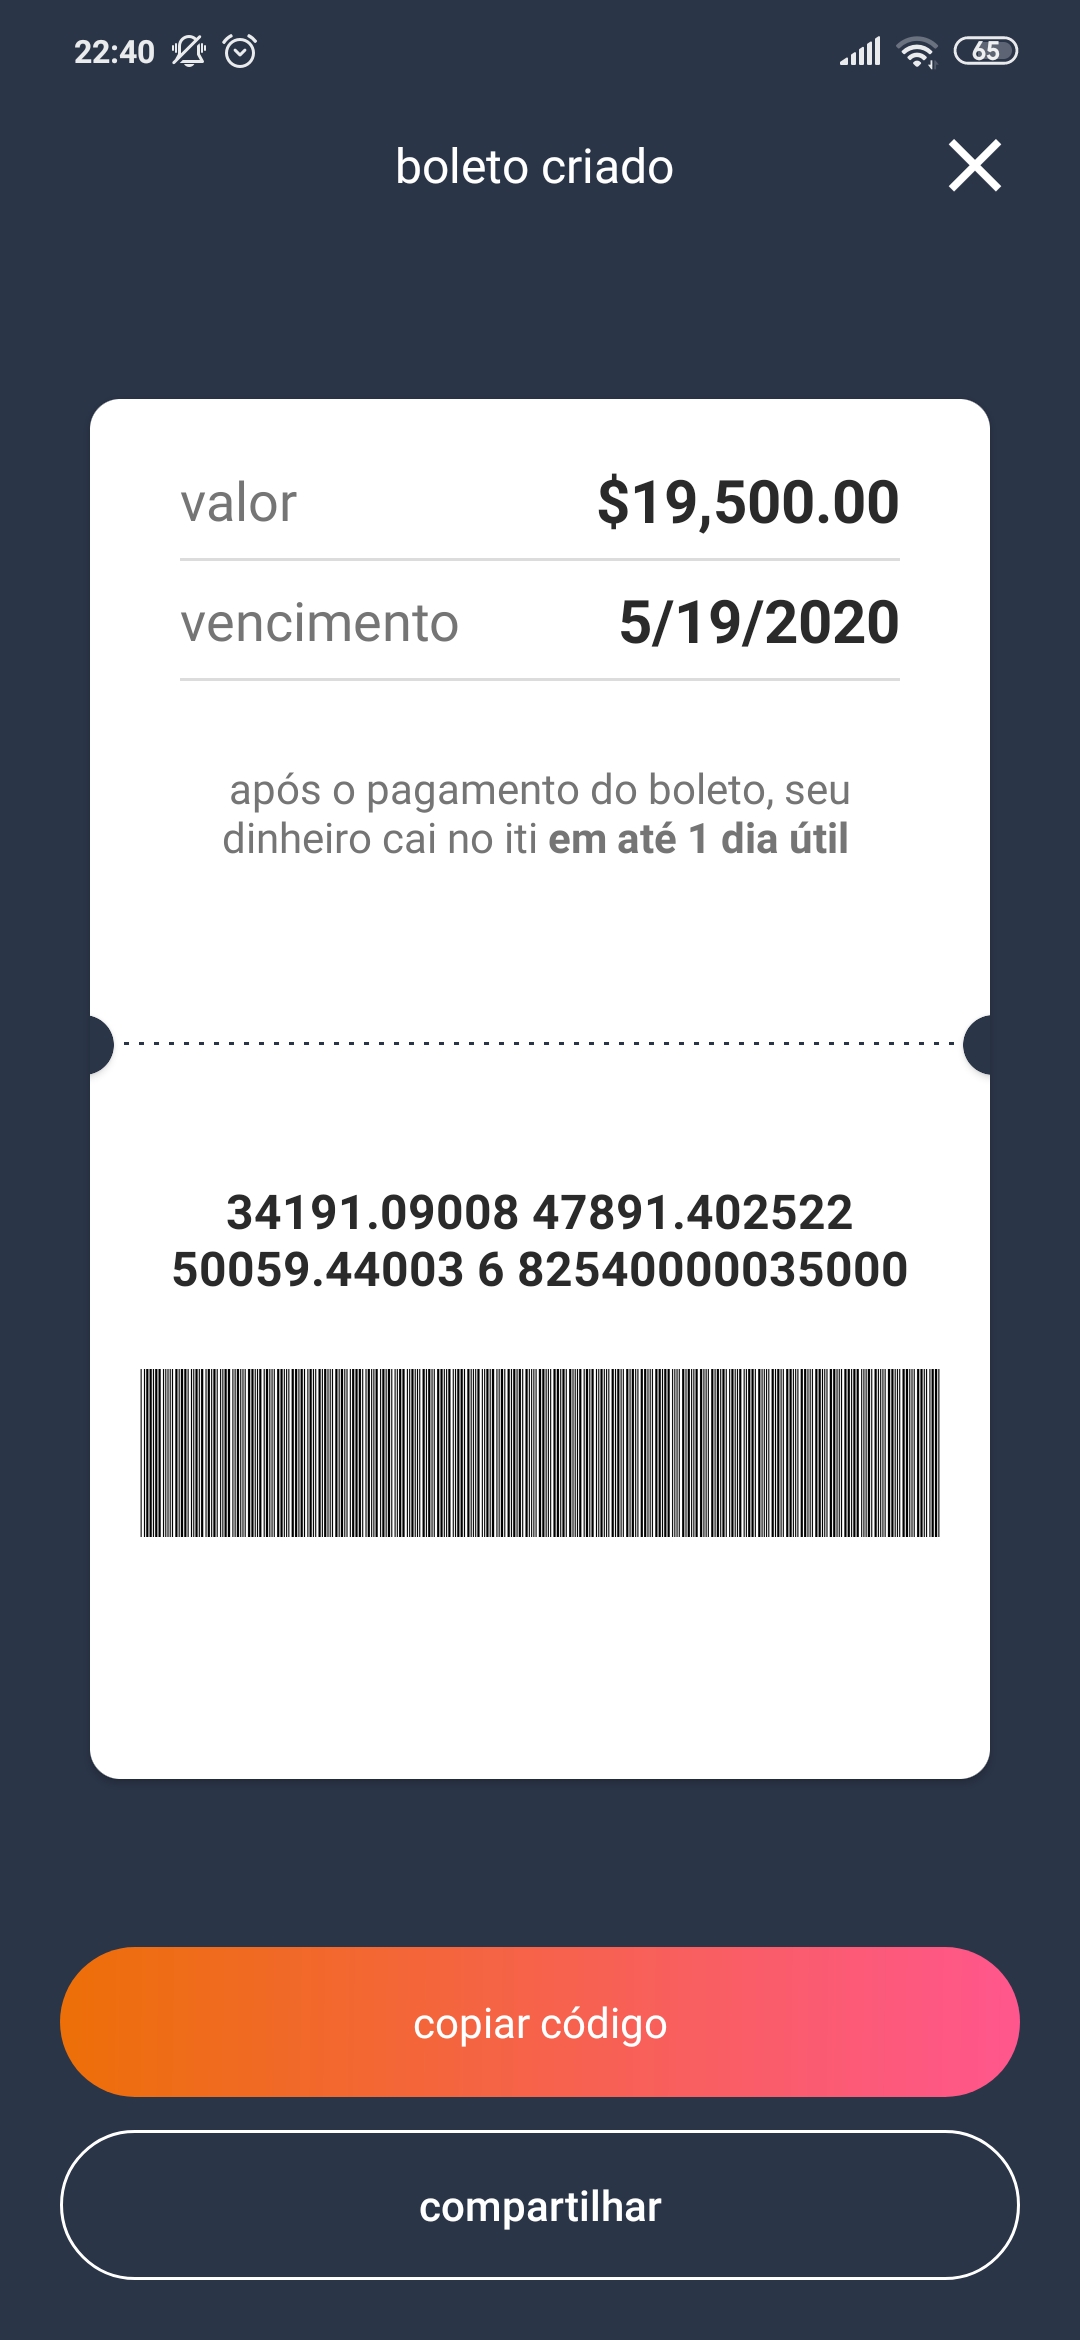 22:40
65
boleto criado
valor $19,500.00
vencimento 5/19/2020
após o pagamento do boleto, seu
dinheiro cai no iti em até 1 dia útil
34191.09008 47891.402522
50059.44003 6 82540000035000
copiar código
compartilhar